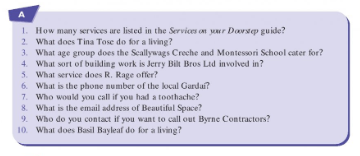 A
1. How many services are listed in the Services on your Doorstep guide?
2. What does Tina Tose do for a living?
3. What age group does the Scallywags Creche and Montessori School cater for?
4. What sort of building work is Jerry Bilt Bros Ltd involved in?
5. What service does R. Rage offer?
6. What is the phone number of the local Gardaí?
7. Who would you call if you had a toothache?
8. What is the email address of Beautiful Space?
9. Who do you contact if you want to call out Byrne Contractors?
10. What does Basil Bayleaf do for a living?